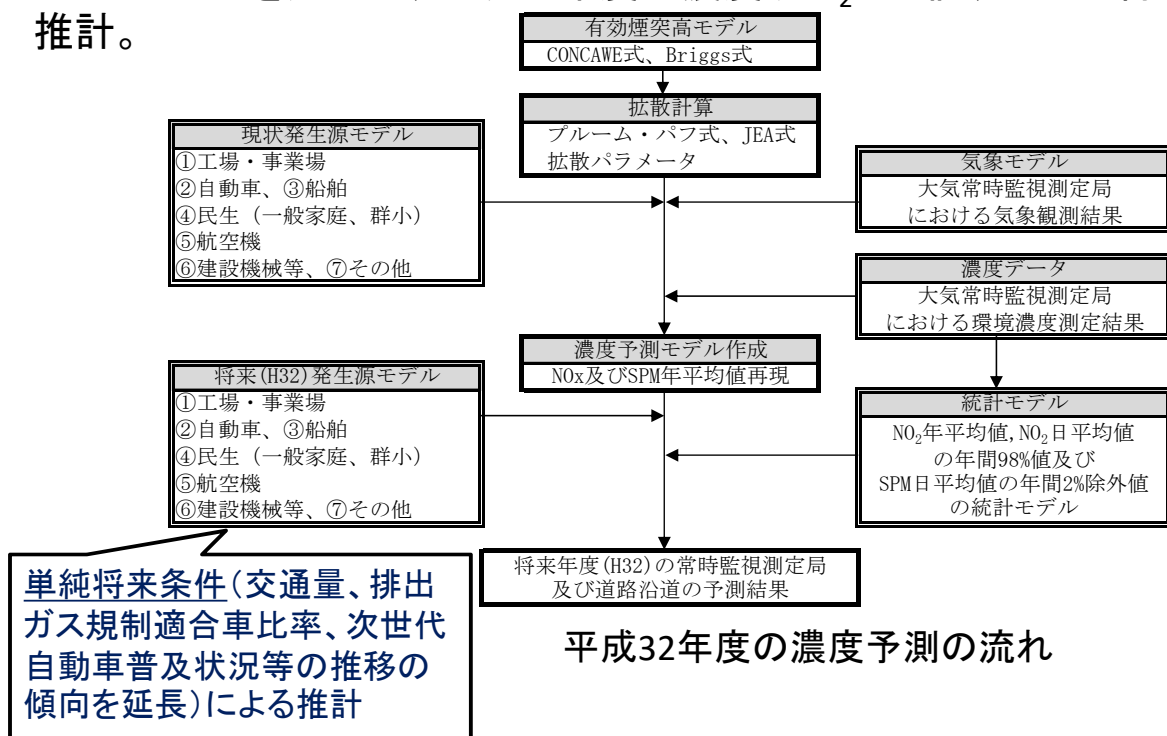 推計。
有効煙突高モデル
CONCAWE式、Briggs式
拡散計算
プルーム・パフ式、JEA式
拡散パラメータ
現状発生源モデル
①工場・事業場
②自動車、③船舶
④民生（一般家庭、群小）
⑤航空機
⑥建設機械等、⑦その他
気象モデル
大気常時監視測定局
における気象観測結果
濃度データ
大気常時監視測定局
における環境濃度測定結果
濃度予測モデル作成
NOx及びSPM年平均値再現
将来(H32)発生源モデル
①工場・事業場
②自動車、③船舶
④民生（一般家庭、群小）
⑤航空機
⑥建設機械等、⑦その他
統計モデル
NO₂年平均値,NO₂日平均値
の年間98%値及び
SPM日平均値の年間2%除外値
の統計モデル
単純将来条件(交通量、排出
ガス規制適合車比率、次世代
自動車普及状況等の推移の
傾向を延長)による推計
将来年度(H32)の常時監視測定局
及び道路沿道の予測結果
平成32年度の濃度予測の流れ